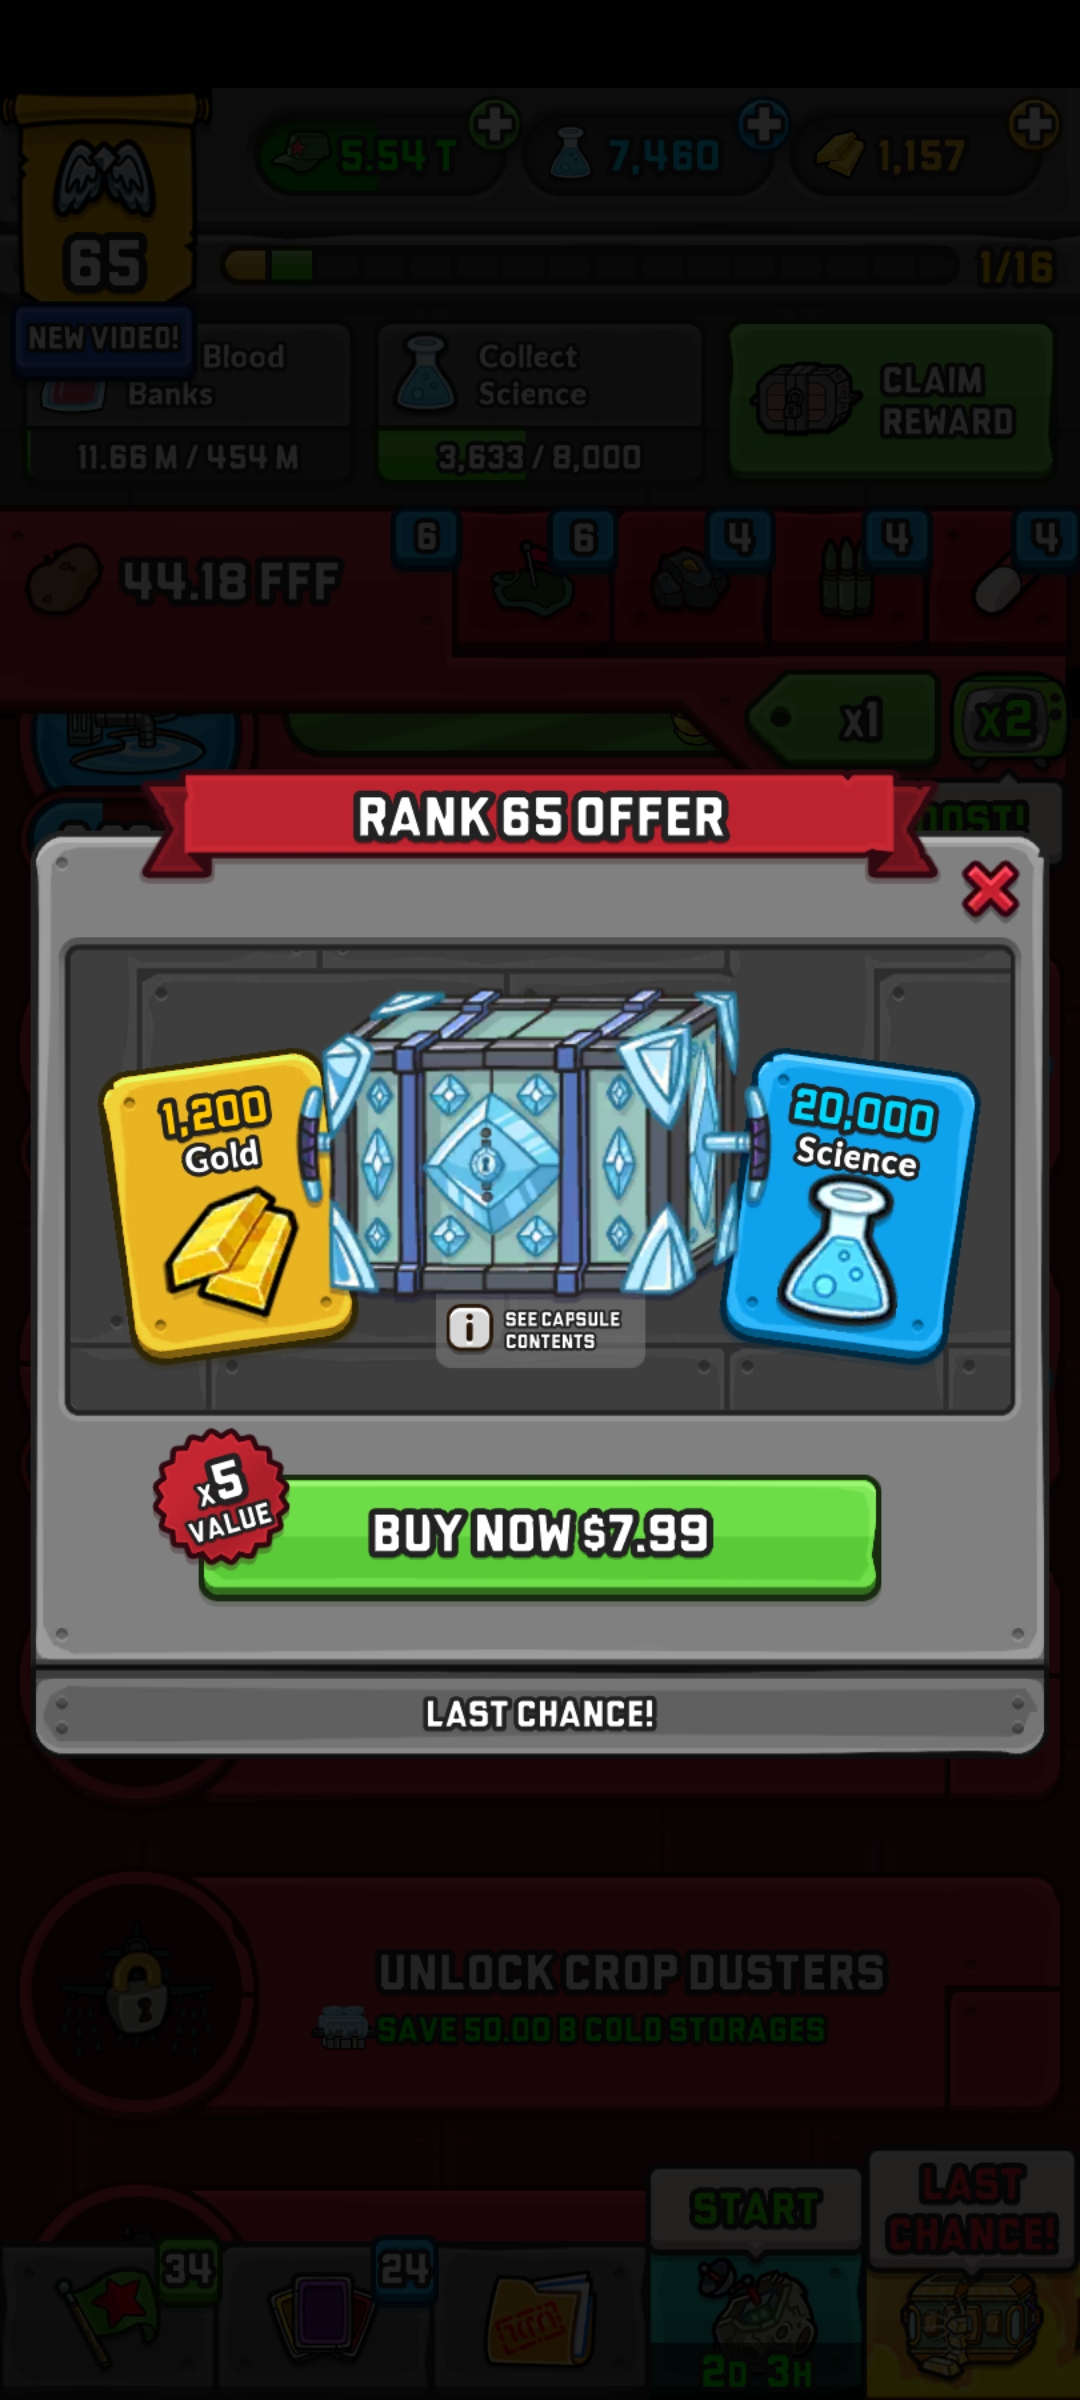 5.54 T
7,460
1,157
65
1/16
NEW VIDEO!
Blood
Banks
11.66 M / 454 M
Collect
Science
3,633 / 8,000
CLAIM
REWARD
44.18 FFF
6
6
4
4
4
x1
x2
RANK 65 OFFER
1,200
Gold
20,000
Science
SEE CAPSULE
CONTENTS
x5
VALUE
BUY NOW $7.99
LAST CHANCE!
UNLOCK CROP DUSTERS
SAVE 50.00 B COLD STORAGES
START
LAST
CHANCE!
34
24
2D 3H